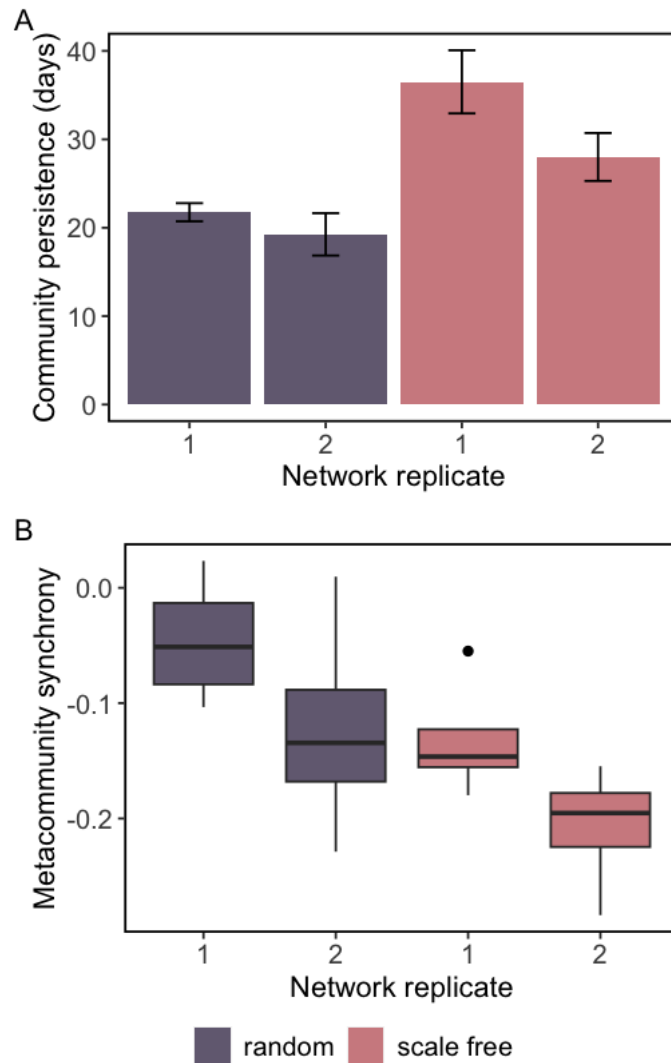 A
Community persistence (days)
40
30
20
10
0
1 2 1 2
Network replicate
B
Metacommunity synchrony
0.0
-0.1
-0.2
1 2 1 2
Network replicate
random scale free